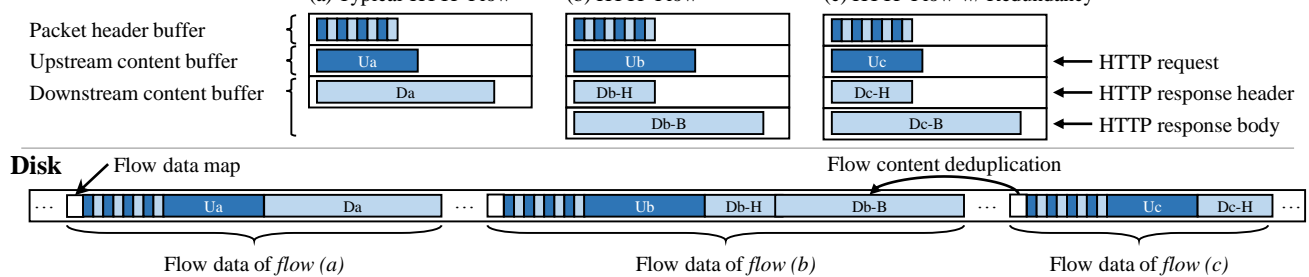 Packet header buffer
Upstream content buffer
Ua
Ub
Uc
HTTP request
Downstream content buffer
Da
Db-H
Dc-H
HTTP response header
Db-B
Dc-B
HTTP response body
Disk
Flow data map
Flow content deduplication
... Ua Da ... Ub Db-H Db-B ... Uc Dc-H ...
Flow data of flow (a)
Flow data of flow (b)
Flow data of flow (c)